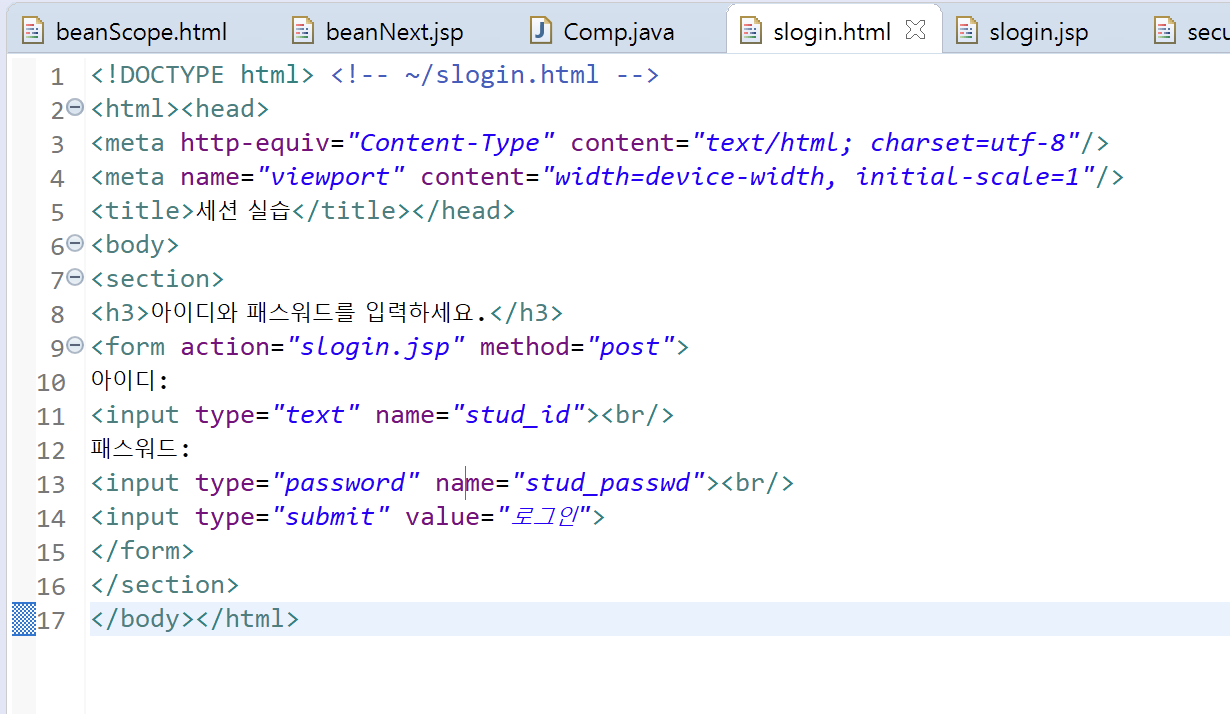 beanScope.html beanNext.jsp Comp.java slogin.html slogin.jsp secu
1 <!DOCTYPE html> <!-- ~/slogin.html -->
2 <html><head>
3 <meta http-equiv="Content-Type" content="text/html; charset=utf-8"/>
4 <meta name="viewport" content="width=device-width, initial-scale=1"/>
5 <title>세션 실습</title></head>
6 <body>
7 <section>
8 <h3>아이디와 패스워드를 입력하세요.</h3>
9 <form action="slogin.jsp" method="post">
10 아이디:
11 <input type="text" name="stud_id"><br/>
12 패스워드:
13 <input type="password" name="stud_passwd"><br/>
14 <input type="submit" value="로그인">
15 </form>
16 </section>
17 </body></html>